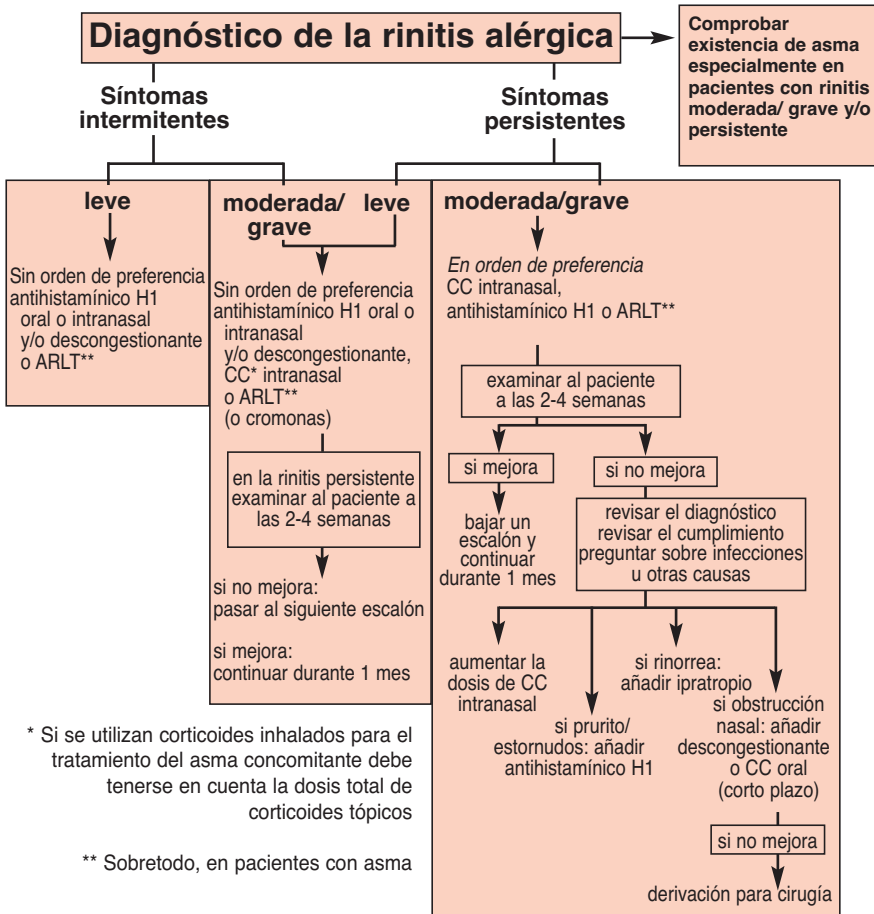 Diagnóstico de la rinitis alérgica
Comprobar
existencia de asma
especialmente en
pacientes con rinitis
moderada/ grave y/o
persistente
Síntomas
intermitentes
Síntomas
persistentes
leve
Sin orden de preferencia
antihistamínico H1
oral o intranasal
y/o descongestionante
o ARLT**
moderada/
grave
leve
Sin orden de preferencia
antihistamínico H1 oral o
intranasal
y/o descongestionante,
CC* intranasal
o ARLT**
(o cromonas)
en la rinitis persistente
examinar al paciente a
las 2-4 semanas
si no mejora:
pasar al siguiente escalón
si mejora:
continuar durante 1 mes
moderada/grave
En orden de preferencia
CC intranasal,
antihistamínico H1 o ARLT**
examinar al paciente
a las 2-4 semanas
si mejora
bajar un
escalón y
continuar
durante 1 mes
si no mejora
revisar el diagnóstico
revisar el cumplimiento
preguntar sobre infecciones
u otras causas
aumentar la
dosis de CC
intranasal
si prurito/
estornudos: añadir
antihistamínico H1
si rinorrea:
añadir ipratropio
si obstrucción
nasal: añadir
descongestionante
o CC oral
(corto plazo)
si no mejora
derivación para cirugía
* Si se utilizan corticoides inhalados para el
tratamiento del asma concomitante debe
tenerse en cuenta la dosis total de
corticoides tópicos
** Sobretodo, en pacientes con asma